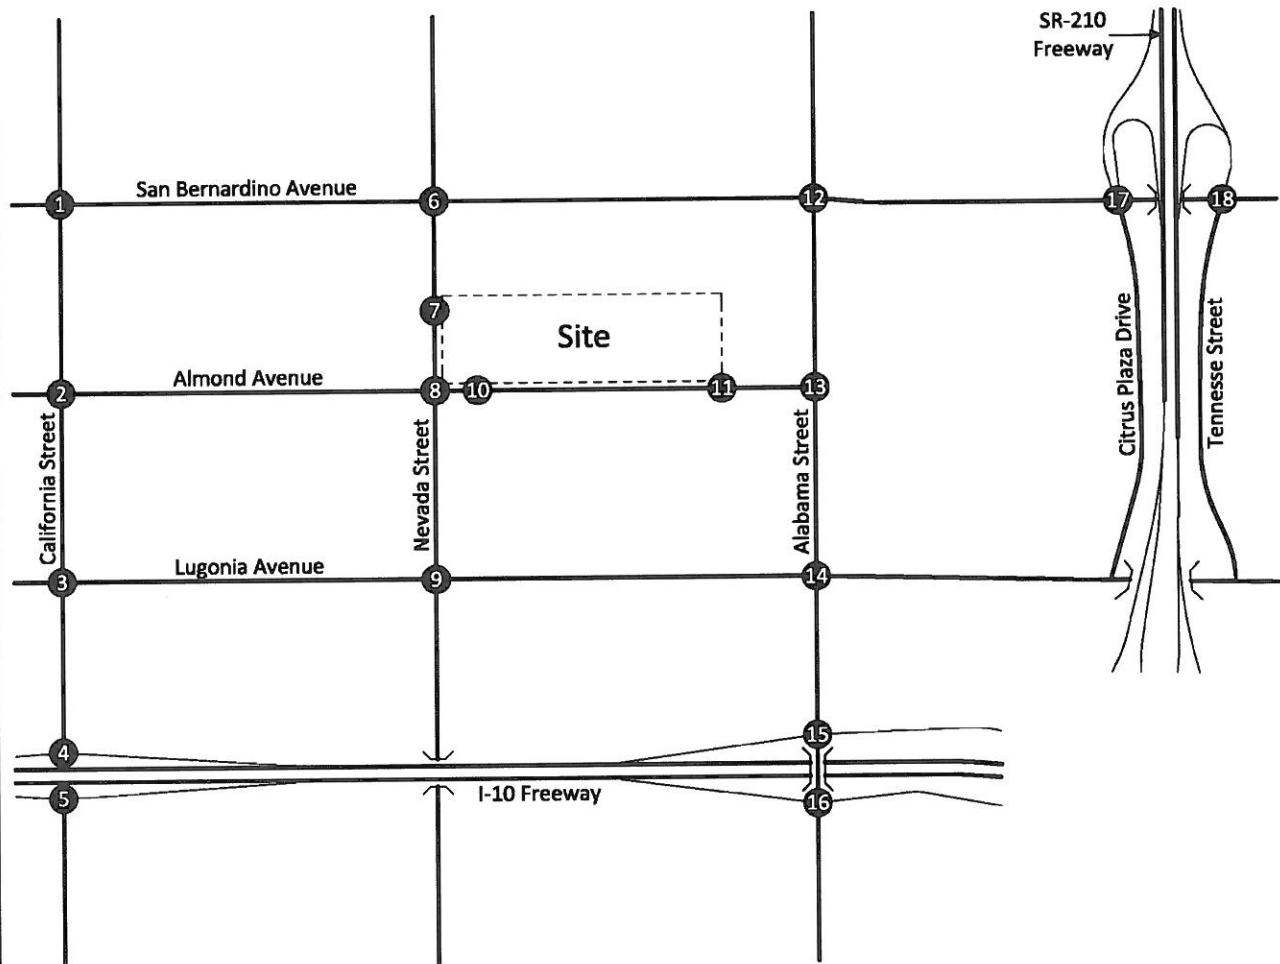 SR-210
Freeway
San Bernardino Avenue
1
6
12
17
18
7
Site
Citrus Plaza Drive
Tennesse Street
Almond Avenue
2
8
10
11
13
California Street
Nevada Street
Alabama Street
Lugonia Avenue
3
9
14
4
15
5
I-10 Freeway
16